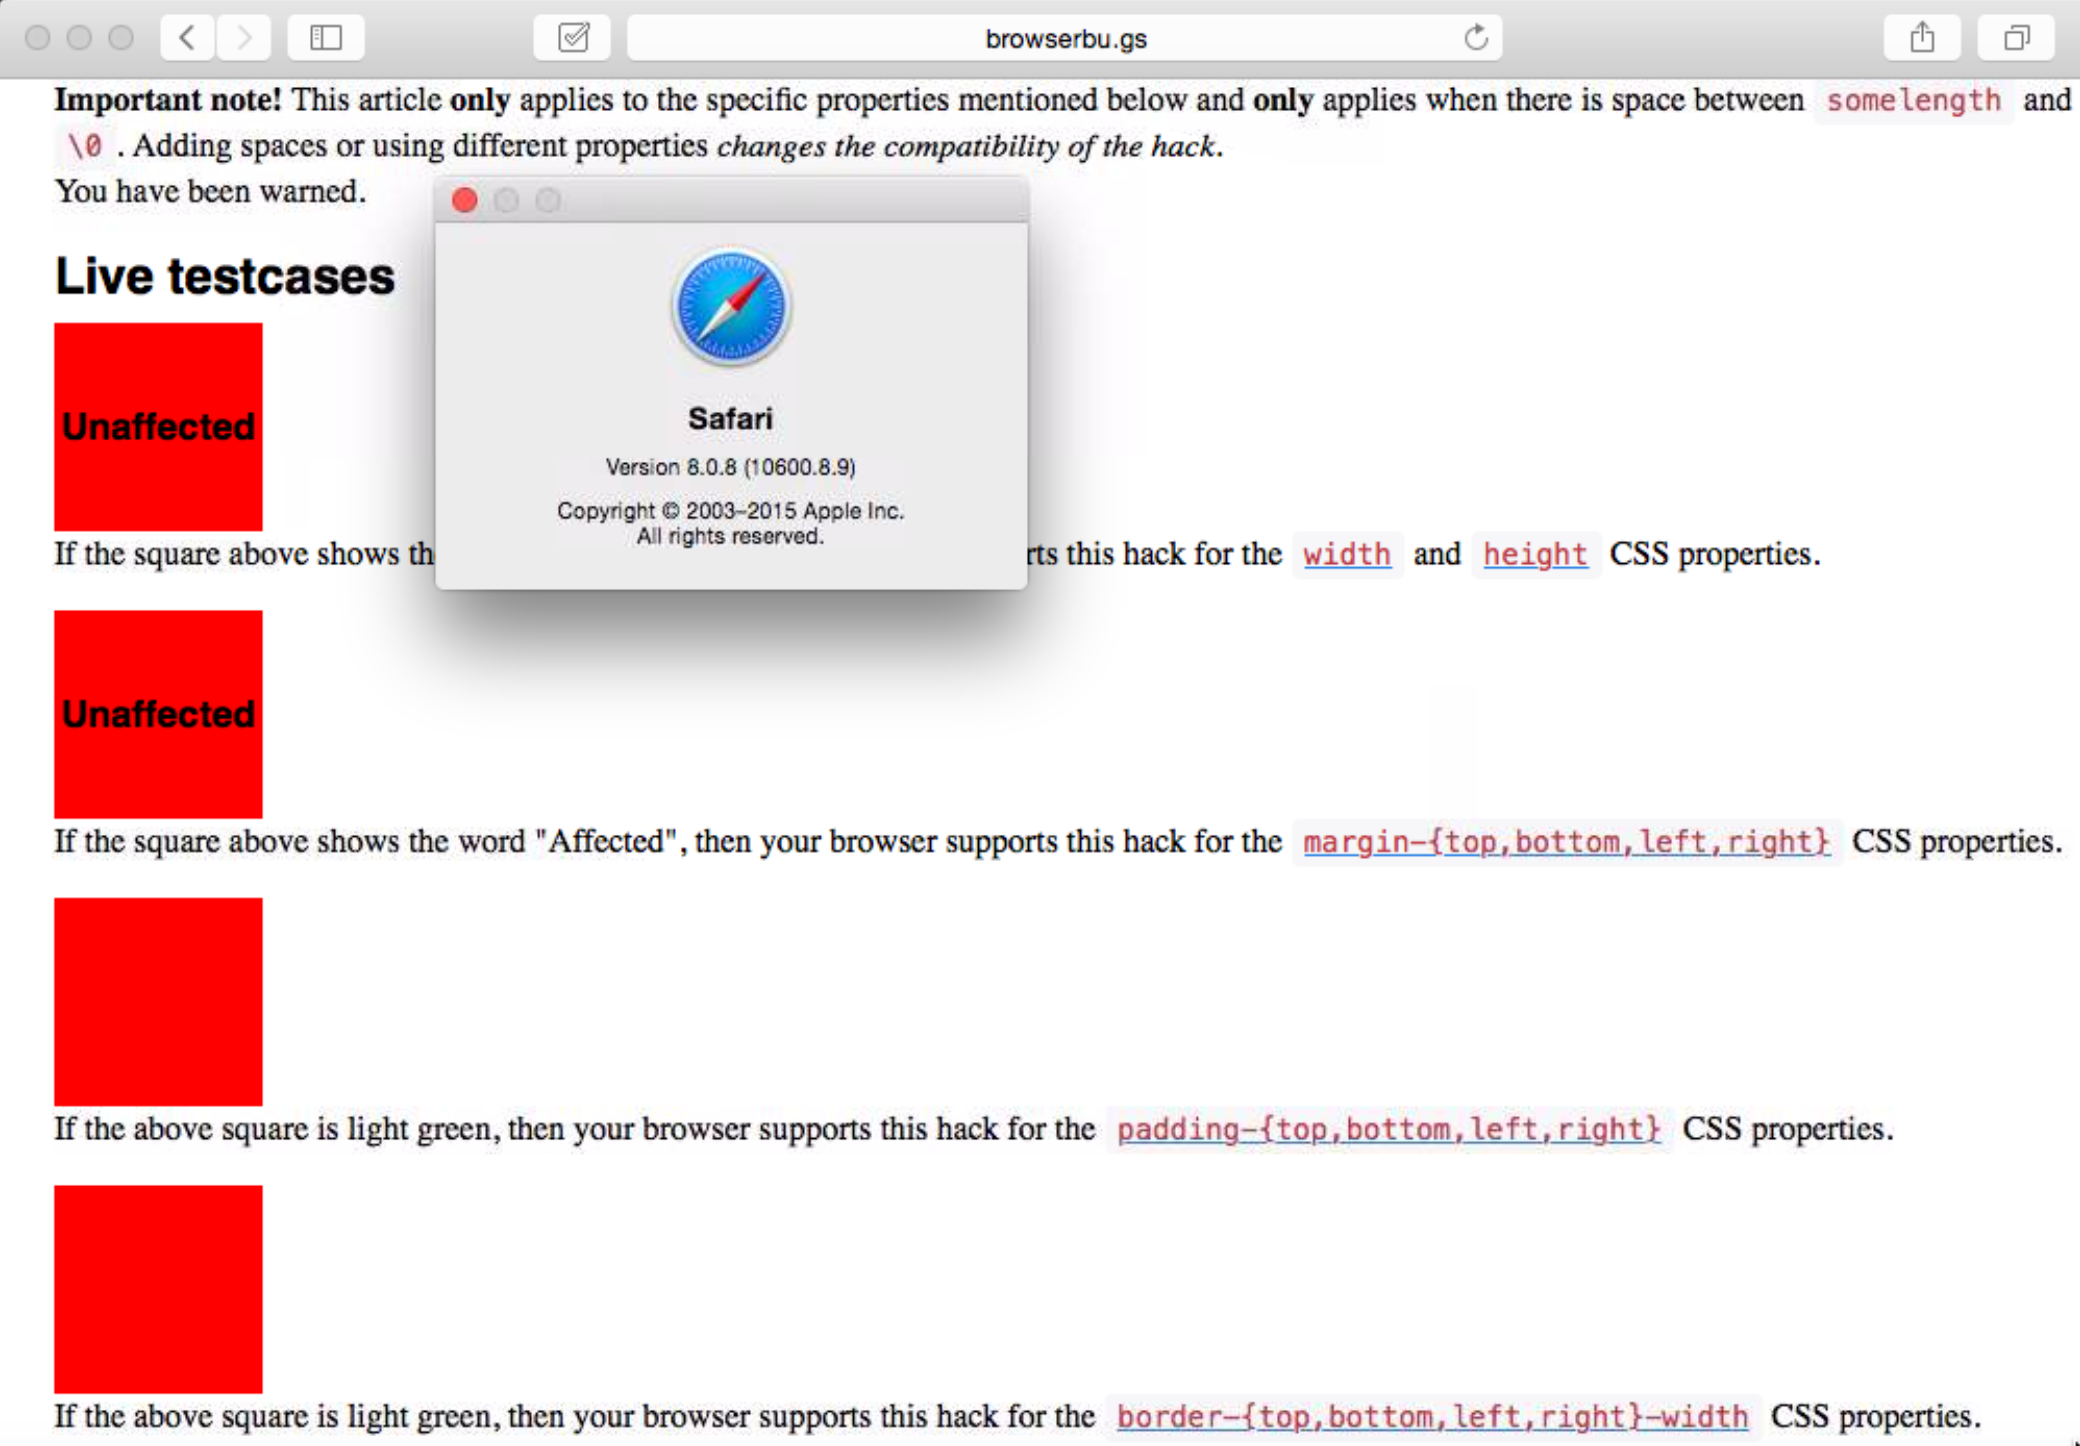 browserbu.gs
Important note! This article only applies to the specific properties mentioned below and only applies when there is space between somelength and
\0 . Adding spaces or using different properties changes the compatibility of the hack.
You have been warned.
Live testcases
Unaffected
Safari
Version 8.0.8 (10600.8.9)
Copyright © 2003–2015 Apple Inc.
All rights reserved.
If the square above shows th
rts this hack for the width and height CSS properties.
Unaffected
If the square above shows the word "Affected", then your browser supports this hack for the margin-{top,bottom,left,right} CSS properties.
If the above square is light green, then your browser supports this hack for the padding-{top,bottom,left,right} CSS properties.
If the above square is light green, then your browser supports this hack for the border-{top,bottom,left,right}-width CSS properties.